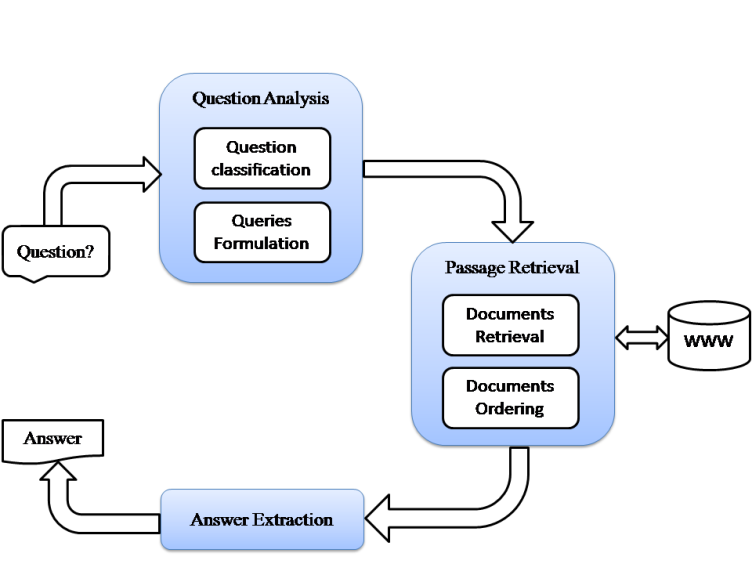 Question Analysis
Question
classification
Queries
Formulation
Question?
Passage Retrieval
Documents
Retrieval
WWW
Documents
Ordering
Answer
Answer Extraction